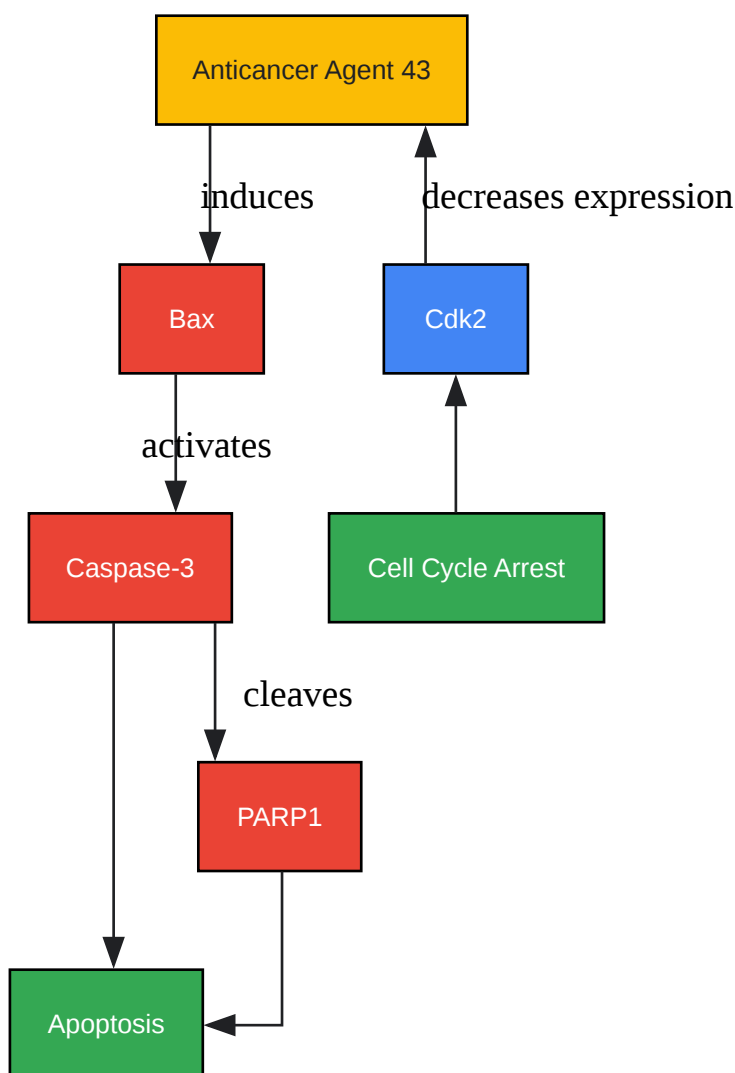 Anticancer Agent 43
induces
decreases expression
Bax
Cdk2
activates
Caspase-3
Cell Cycle Arrest
cleaves
PARP1
Apoptosis